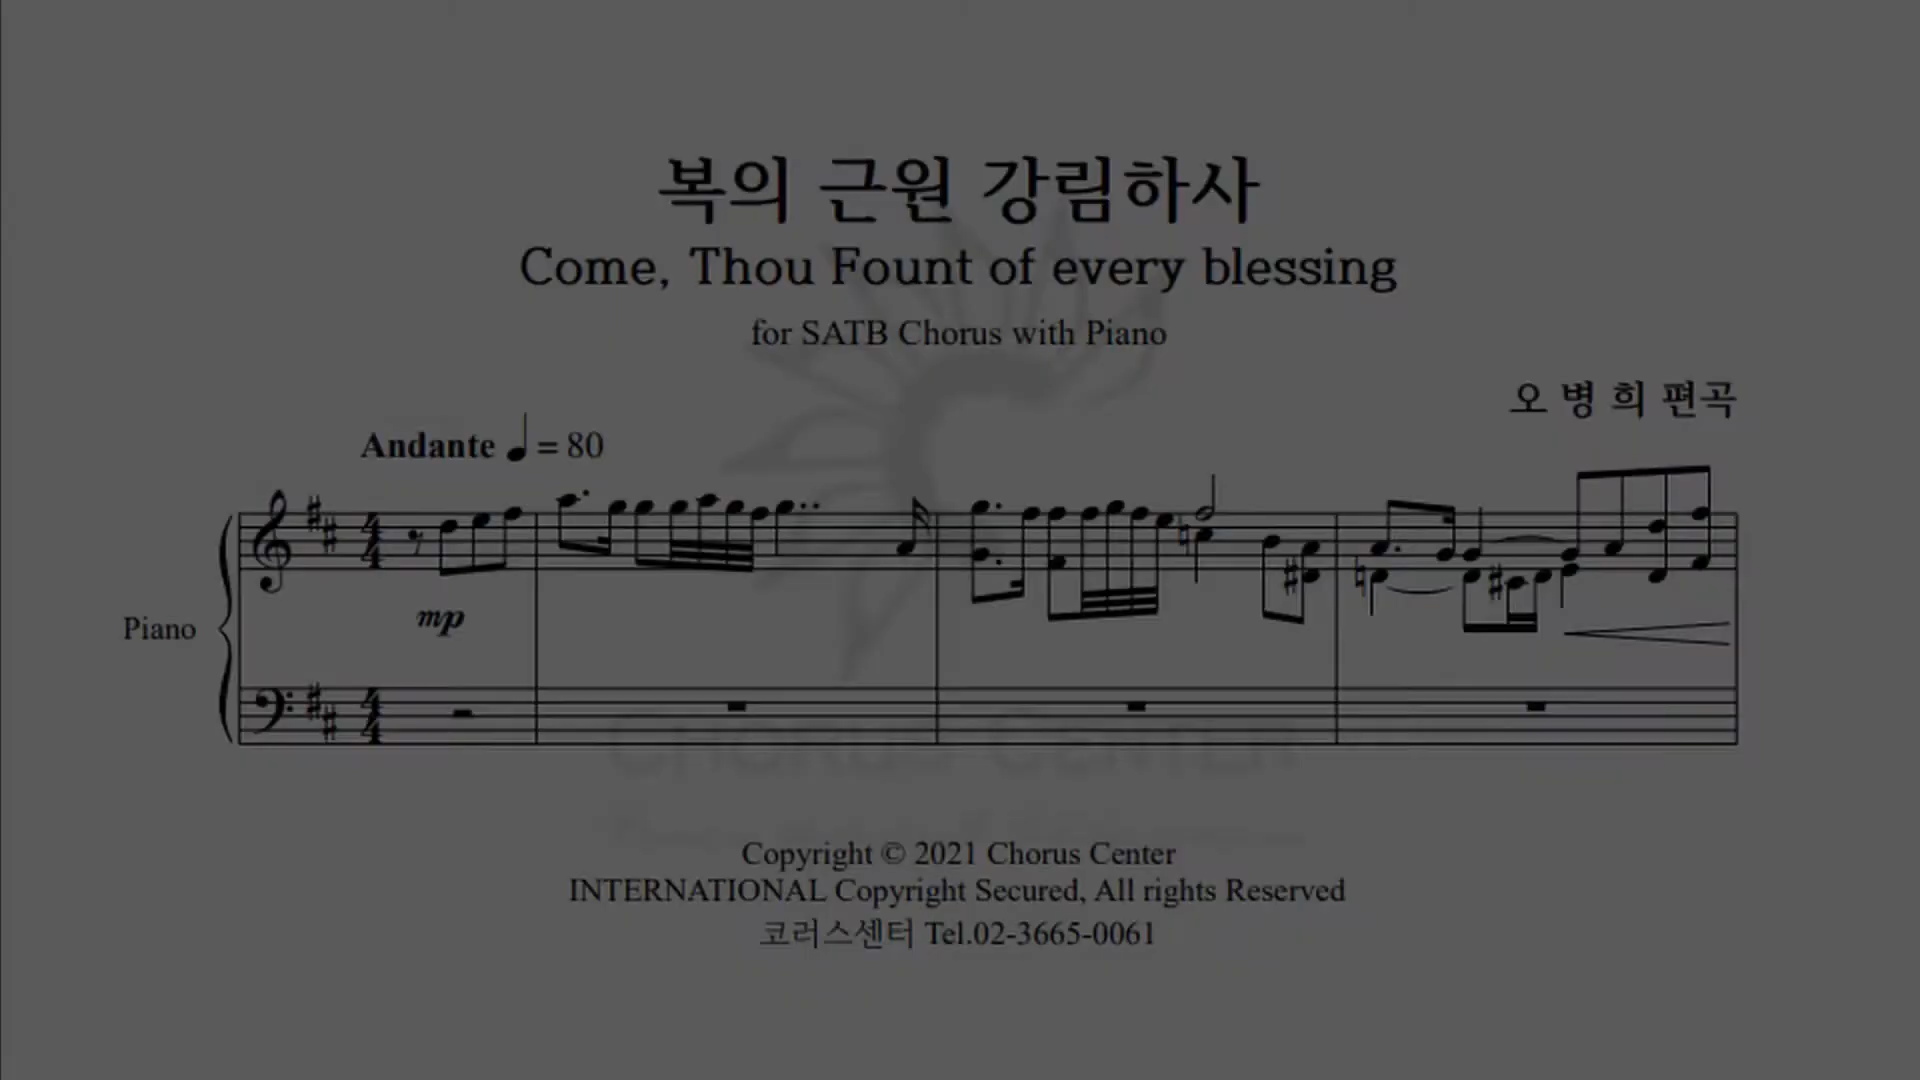 복의 근원 강림하사
Come, Thou Fount of every blessing
for SATB Chorus with Piano
오 병 희 편곡
Andante ♩ = 80
mp
Piano
CHORUS CENTER
Copyright © 2021 Chorus Center
INTERNATIONAL Copyright Secured, All rights Reserved
코러스센터 Tel.02-3665-0061